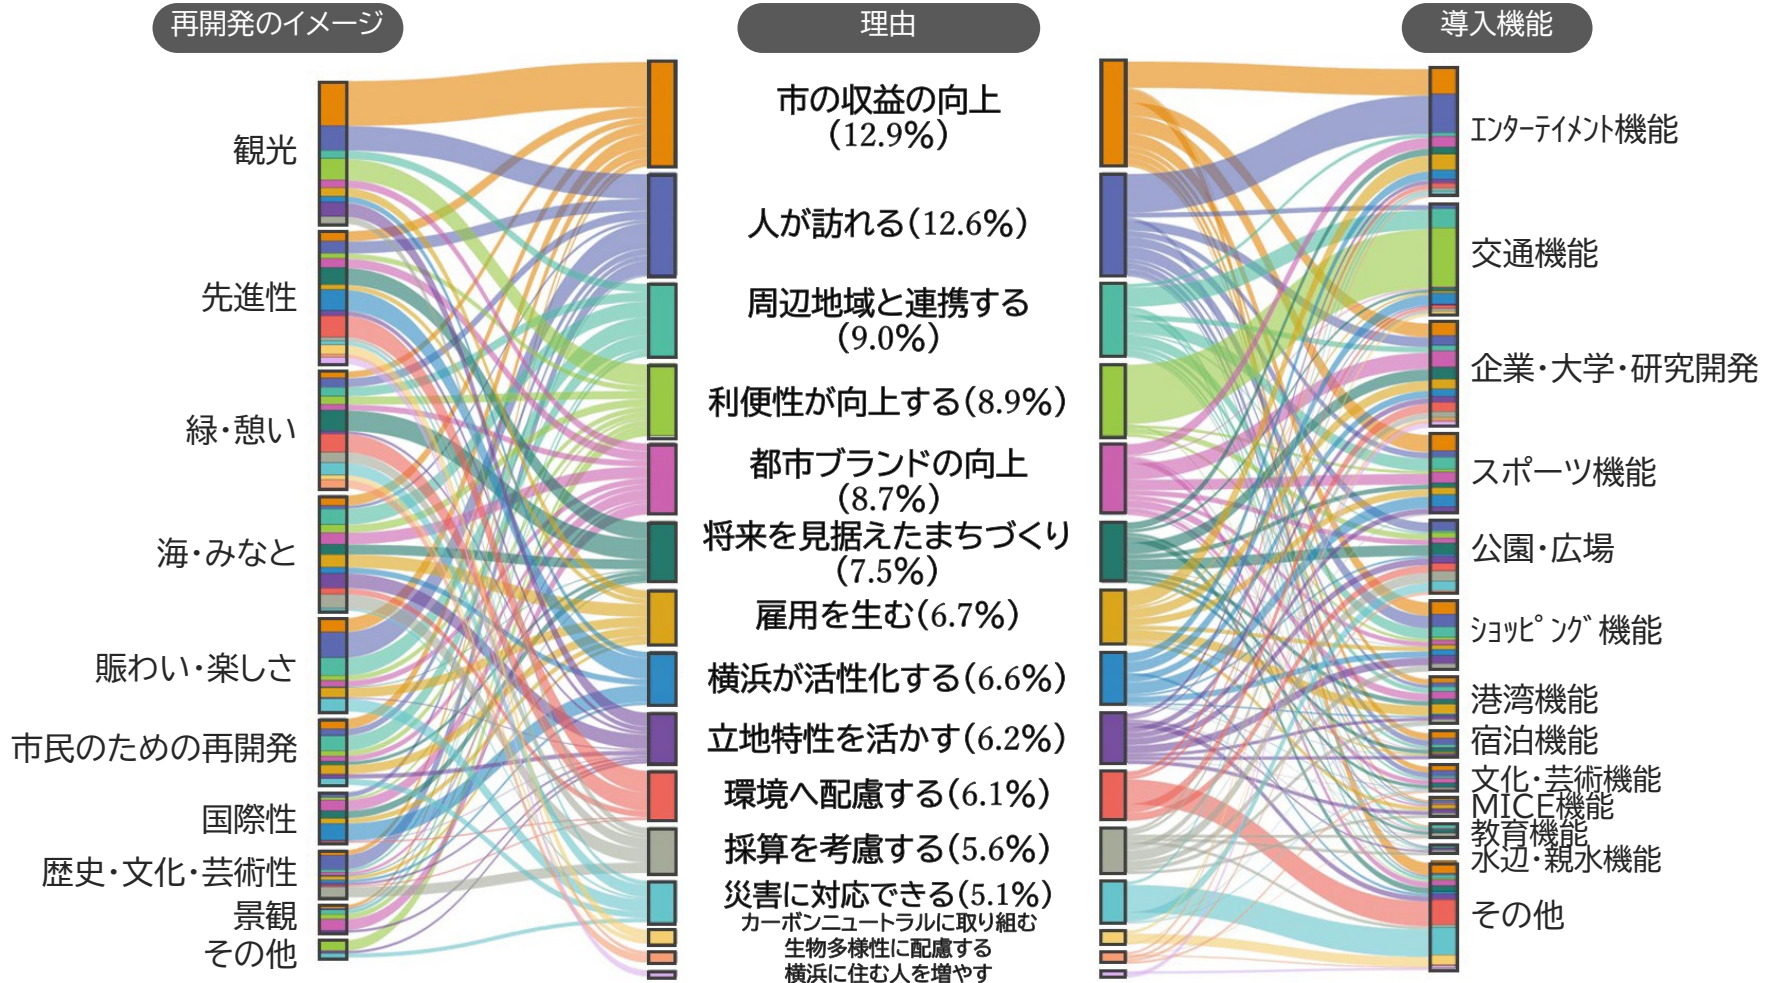 再開発のイメージ
理由
導入機能
観光
先進性
緑・憩い
海・みなと
賑わい・楽しさ
市民のための再開発
国際性
歴史・文化・芸術性
景観
その他
市の収益の向上
(12.9%)
人が訪れる(12.6%)
周辺地域と連携する
(9.0%)
利便性が向上する(8.9%)
都市ブランドの向上
(8.7%)
将来を見据えたまちづくり
(7.5%)
雇用を生む(6.7%)
横浜が活性化する(6.6%)
立地特性を活かす(6.2%)
環境へ配慮する(6.1%)
採算を考慮する(5.6%)
災害に対応できる(5.1%)
カーボンニュートラルに取り組む
生物多様性に配慮する
横浜に住む人を増やす
ｴﾝﾀｰﾃｲﾒﾝﾄ機能
交通機能
企業・大学・研究開発
スポーツ機能
公園・広場
ｼｮｯﾋﾟﾝｸﾞ機能
港湾機能
宿泊機能
文化・芸術機能
MICE機能
教育機能
水辺・親水機能
その他